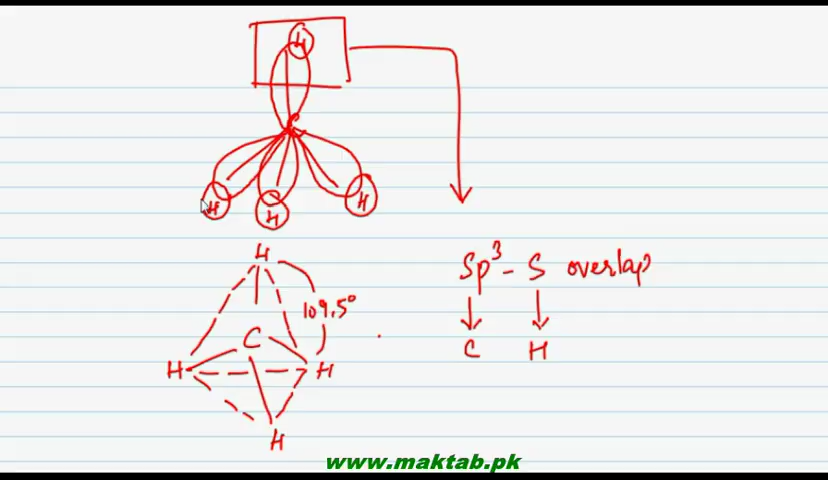 H
C
H H H
H
109.5°
C
H H
H
Sp³ - S overlap
C H
www.maktab.pk